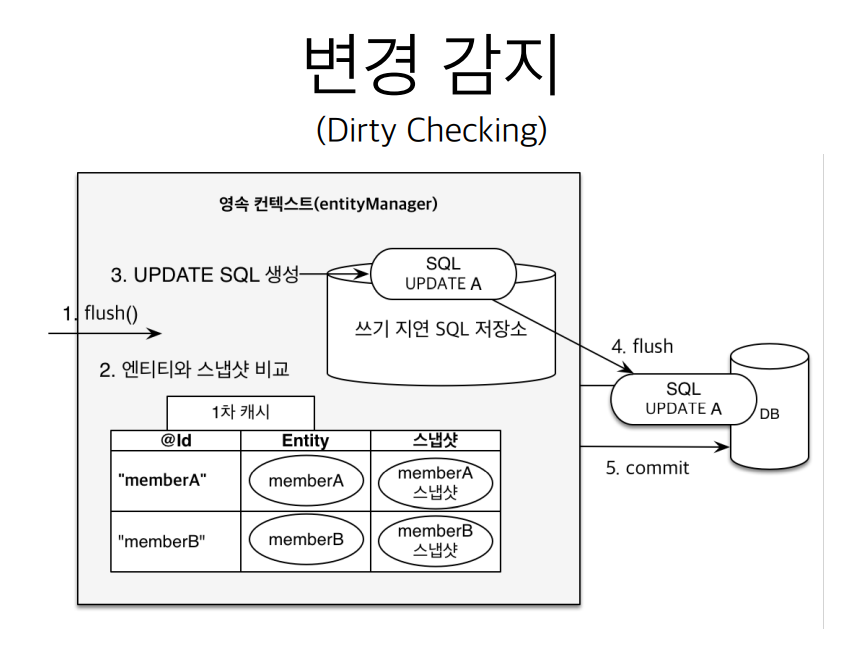 변경 감지
(Dirty Checking)
영속 컨텍스트(entityManager)
3. UPDATE SQL 생성
SQL
UPDATE A
1. flush()
쓰기 지연 SQL 저장소
4. flush
2. 엔티티와 스냅샷 비교
SQL
UPDATE A
DB
1차 캐시
5. commit
@Id Entity 스냅샷
"memberA" memberA memberA
스냅샷
"memberB" memberB memberB
스냅샷